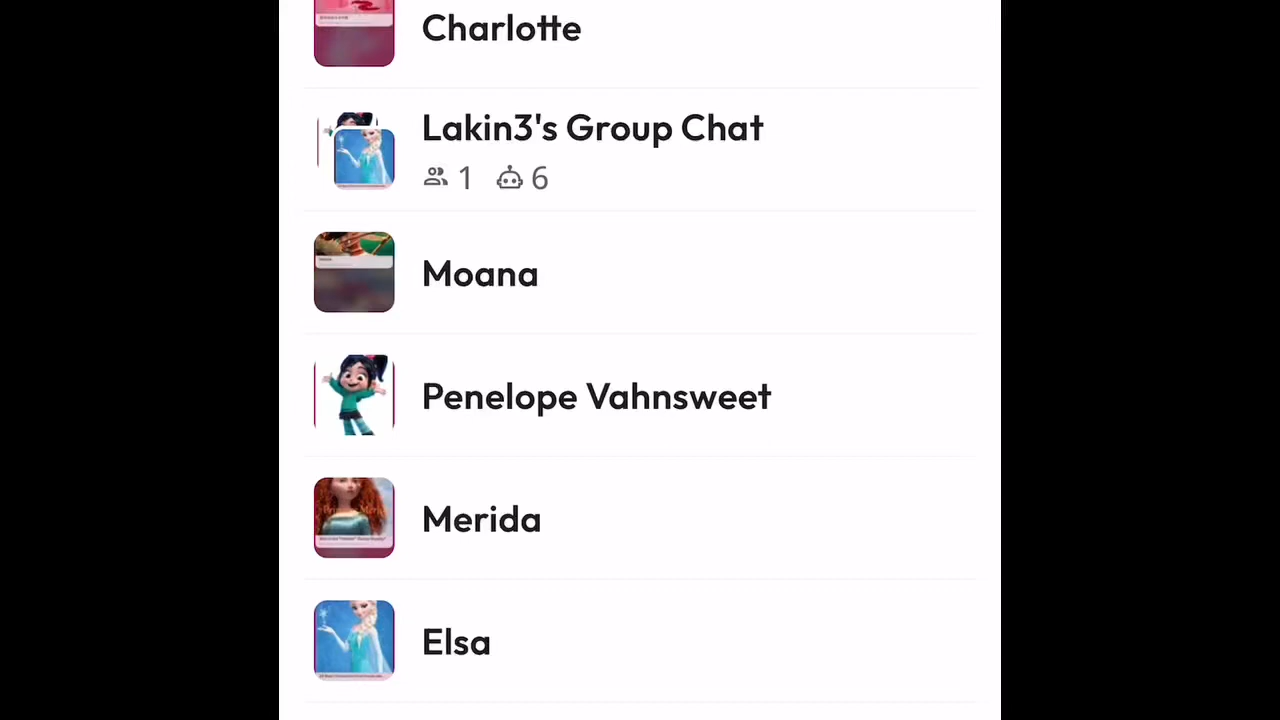 Charlotte
Lakin3's Group Chat
1 6
Moana
Penelope Vahnsweet
Merida
Elsa